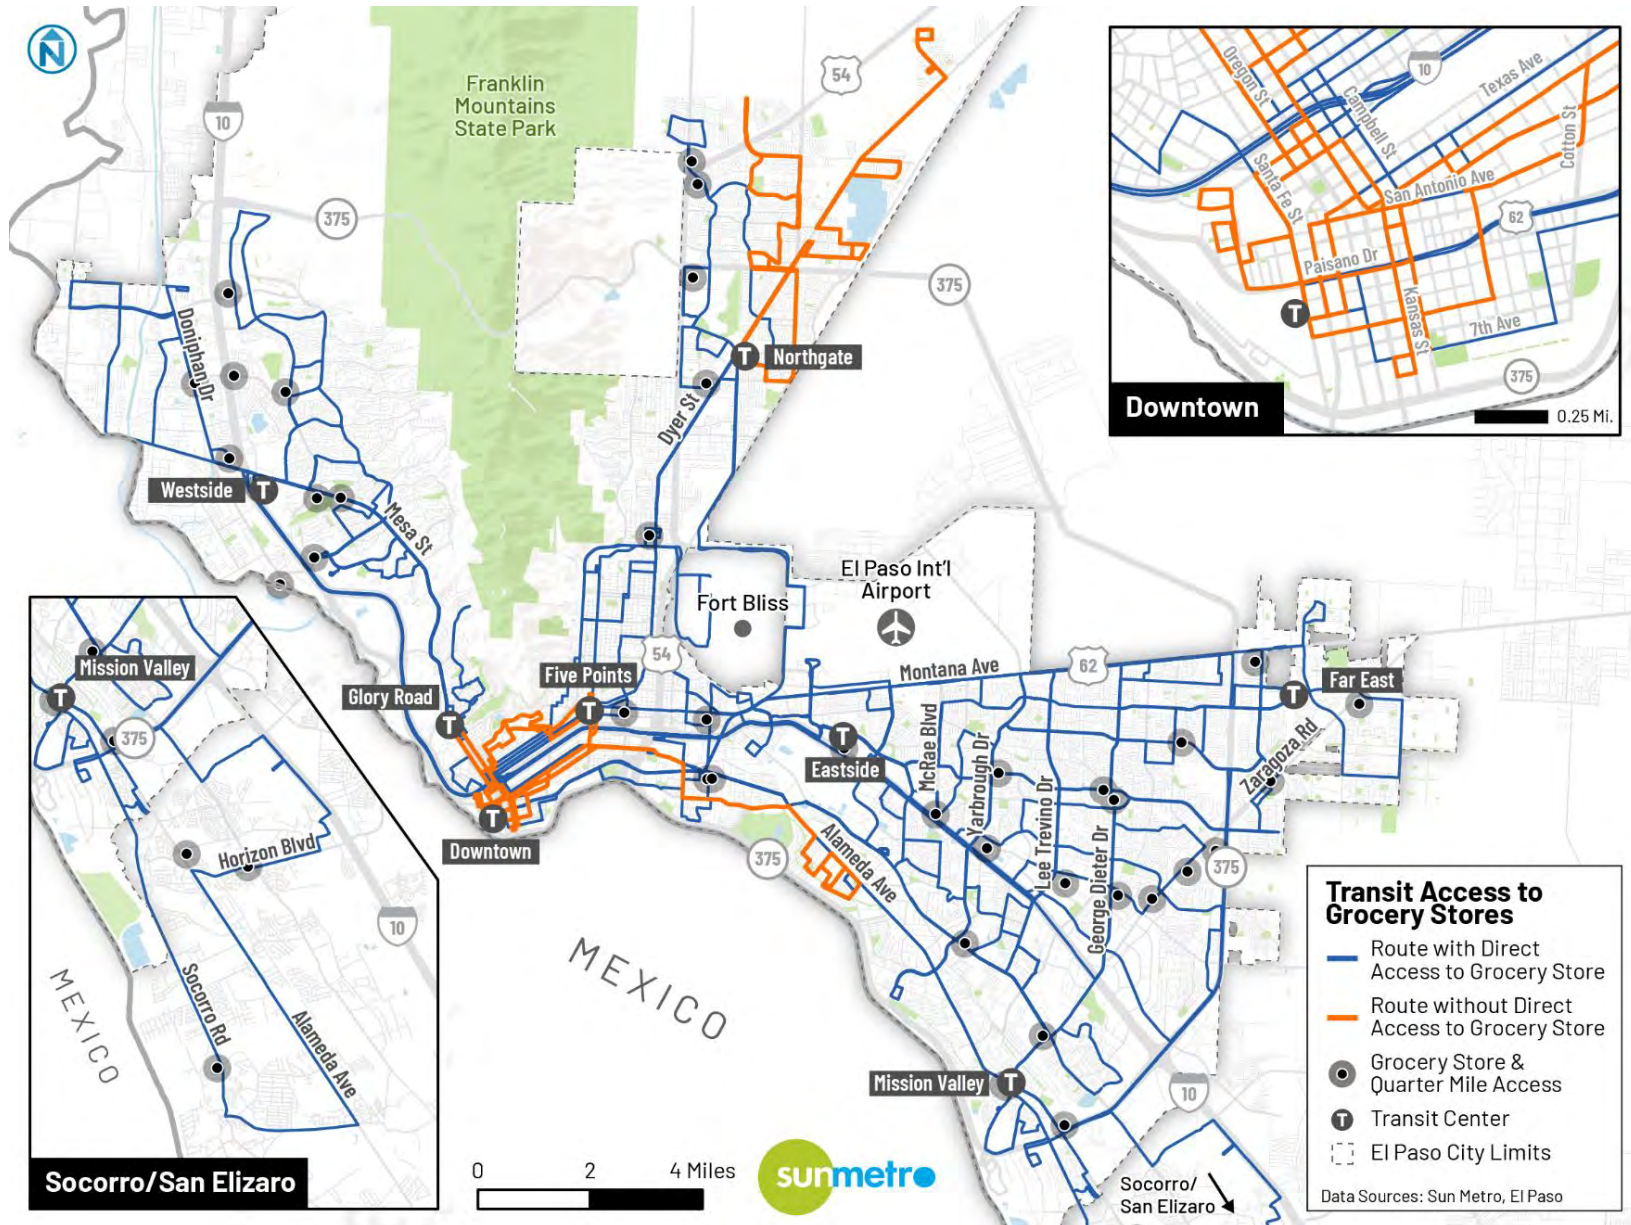 N
Franklin
Mountains
State Park
54
10
375
375
Northgate
Dyer St
Doniphan Dr
Westside
Mesa St
El Paso Int'l
Airport
Fort Bliss
54
Five Points
Glory Road
Montana Ave
62
Far East
Zaragoza Rd
McRae Blvd
Yarbrough Dr
Lee Trevino Dr
George Dieter Dr
Eastside
Downtown
375
Alameda Ave
375
MEXICO
Mission Valley
10
Socorro/
San Elizaro
0 2 4 Miles
sunmetro
T
T
T
T
T
T
T
T
Oregon St
10
Texas Ave
Campbell St
Cotton St
Santa Fe St
San Antonio Ave
62
Paisano Dr
T
Kansas St
7th Ave
375
Downtown
0.25 Mi.
Mission Valley
T
375
Horizon Blvd
10
Socorro Rd
Alameda Ave
MEXICO
Socorro/San Elizaro
Transit Access to
Grocery Stores
Route with Direct
Access to Grocery Store
Route without Direct
Access to Grocery Store
Grocery Store &
Quarter Mile Access
T Transit Center
El Paso City Limits
Data Sources: Sun Metro, El Paso